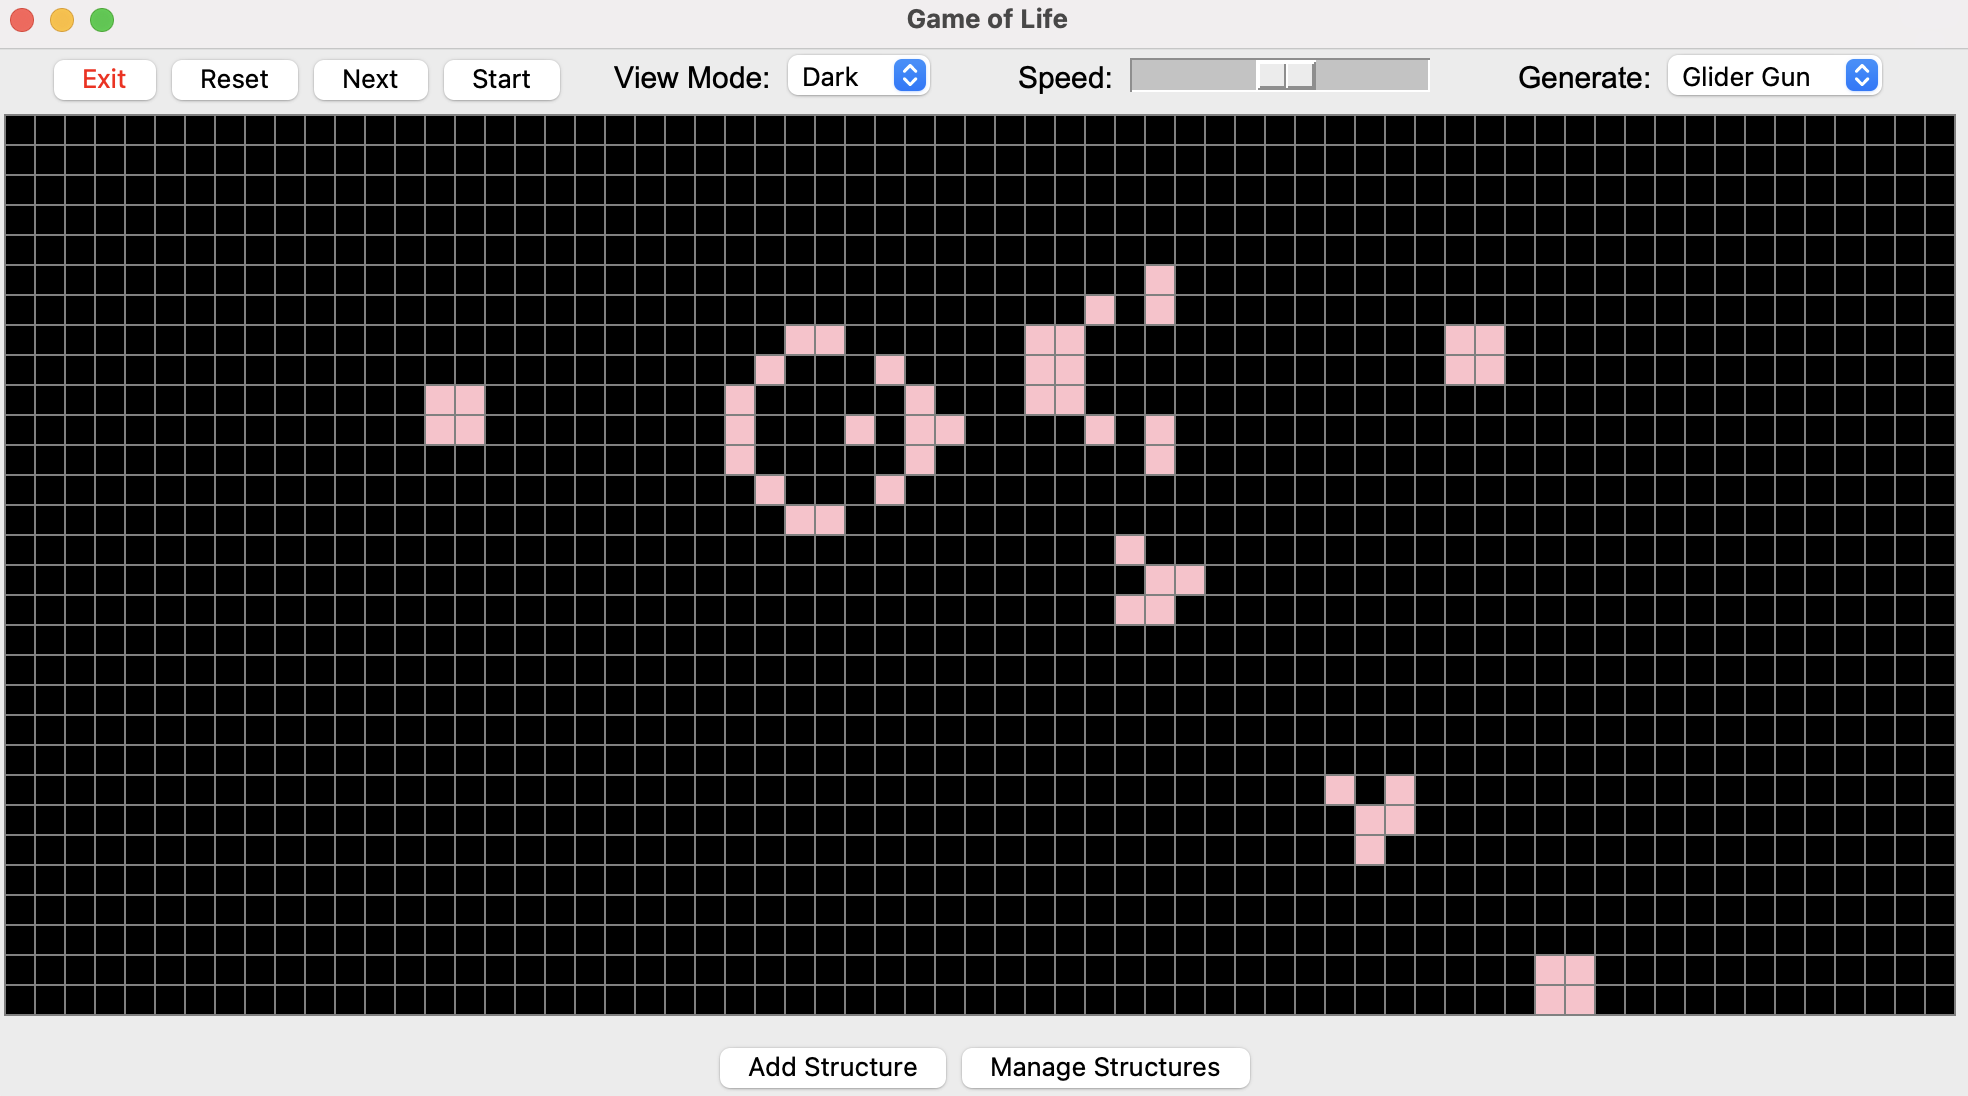 Game of Life
Exit Reset Next Start View Mode: Dark Speed: Generate: Glider Gun
Add Structure Manage Structures